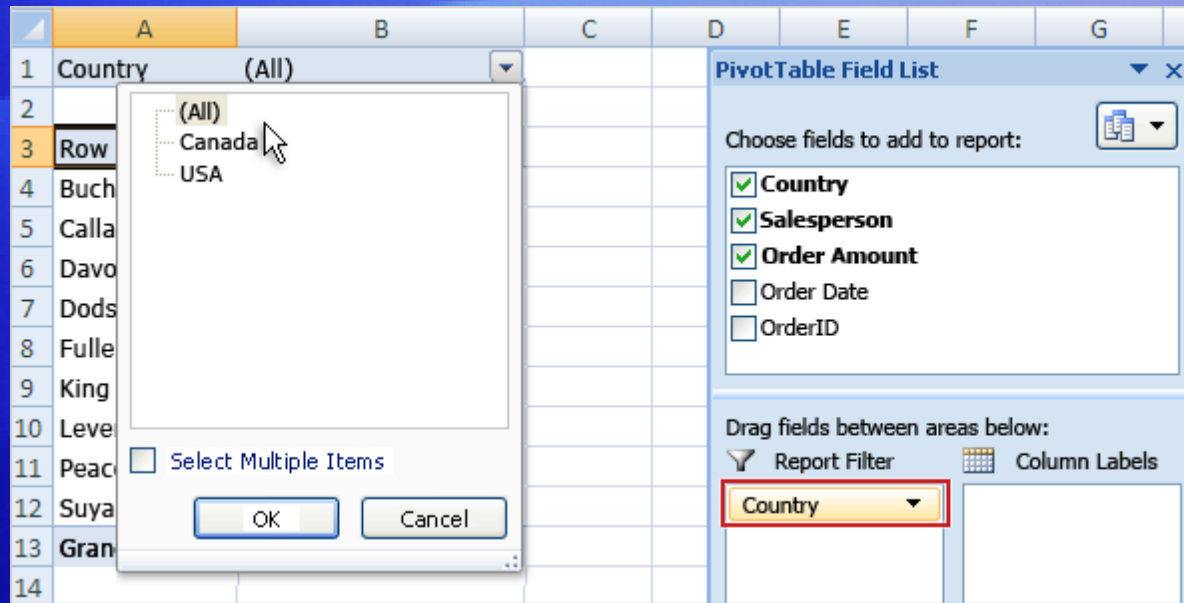 A B C D E F G
1 Country (All) PivotTable Field List
2 (All)
Choose fields to add to report:
3 Row Canada
4 Buch USA Country
5 Calla Salesperson
6 Davo Order Amount
7 Dods Order Date
8 Fulle OrderID
9 King
10 Lever Drag fields between areas below:
11 Peac Select Multiple Items Report Filter Column Labels
12 Suya OK Cancel Country
13 Gran
14